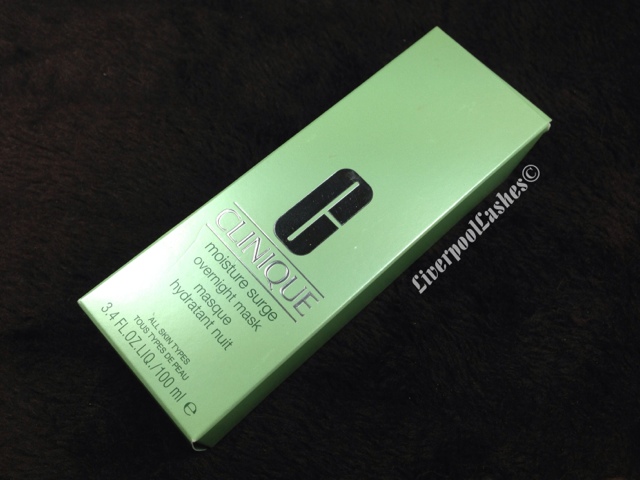 CLINIQUE
moisture surge
overnight mask
masque
hydratant nuit
ALL SKIN TYPES
TOUS TYPES DE PEAU
3.4 FL.OZ.LIQ./100 ml ℮
LiverpoolLashes©